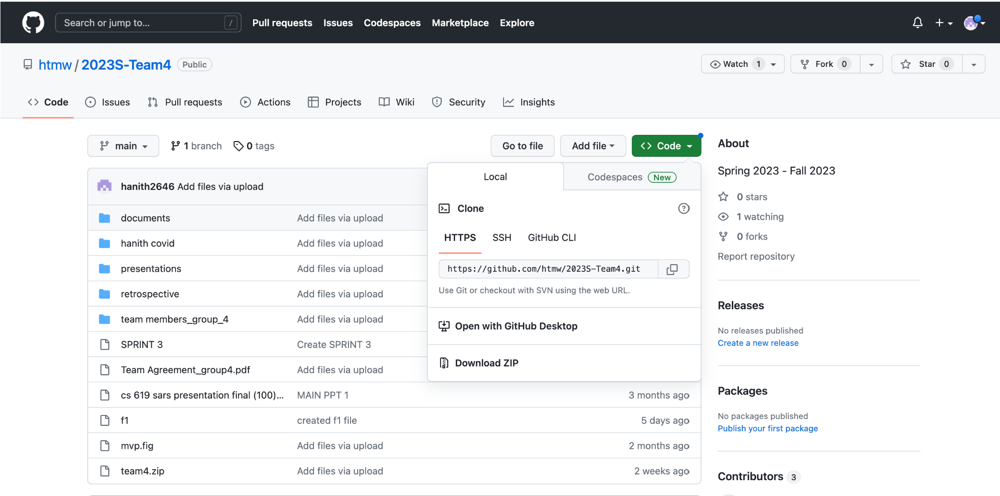 Search or jump to... / Pull requests Issues Codespaces Marketplace Explore
htmw / 2023S-Team4 Public Watch 1 Fork 0 Star 0
Code Issues Pull requests Actions Projects Wiki Security Insights
main 1 branch 0 tags Go to file Add file Code
hanith2646 Add files via upload
documents Add files via upload
hanith covid Add files via upload
presentations Add files via upload
retrospective Add files via upload
team members_group_4 Add files via upload
SPRINT 3 Create SPRINT 3
Team Agreement_group4.pdf Add files via upload
cs 619 sars presentation final (100)... MAIN PPT 1 3 months ago
f1 created f1 file 5 days ago
mvp.fig Add files via upload 2 months ago
team4.zip Add files via upload 2 weeks ago
Local Codespaces New
Clone
HTTPS SSH GitHub CLI
https://github.com/htmw/2023S-Team4.git
Use Git or checkout with SVN using the web URL.
Open with GitHub Desktop
Download ZIP
About
Spring 2023 - Fall 2023
0 stars
1 watching
0 forks
Report repository
Releases
No releases published
Create a new release
Packages
No packages published
Publish your first package
Contributors 3